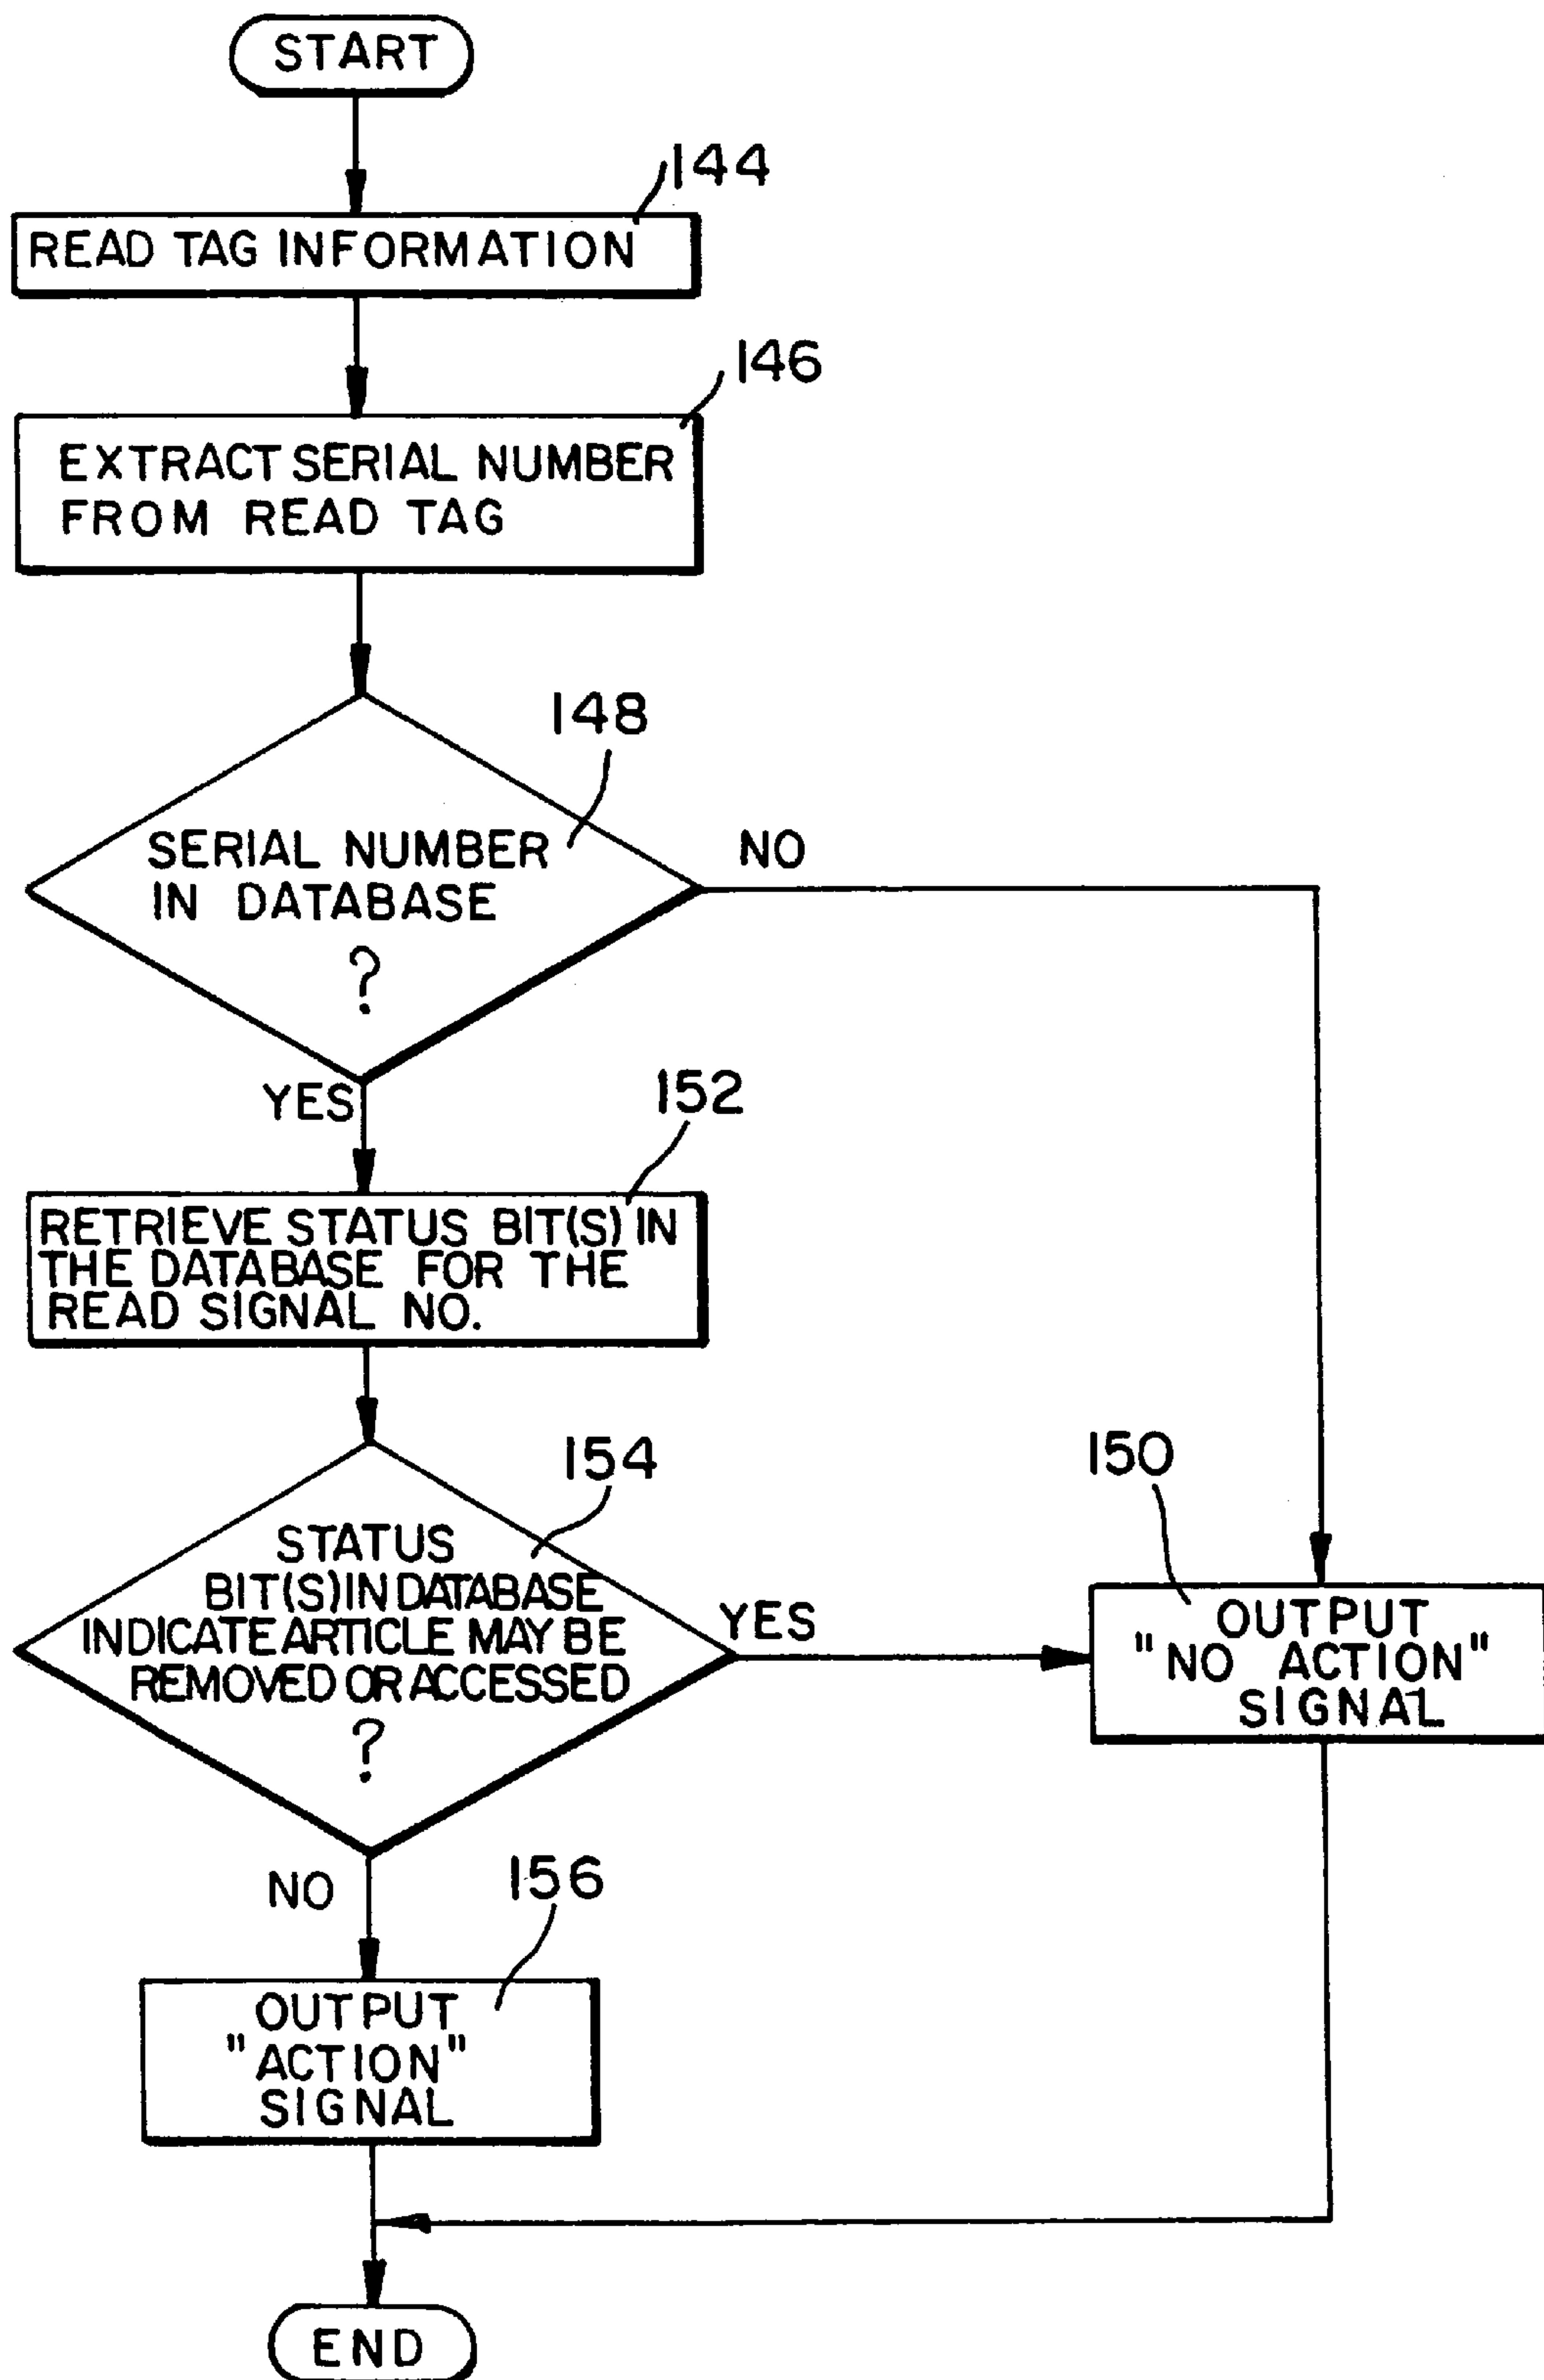 START
144
READ TAG INFORMATION
146
EXTRACT SERIAL NUMBER
FROM READ TAG
148
SERIAL NUMBER
IN DATABASE
?
NO
YES
152
RETRIEVE STATUS BIT(S) IN
THE DATABASE FOR THE
READ SIGNAL NO.
154
STATUS
BIT(S) IN DATABASE
INDICATE ARTICLE MAY BE
REMOVED OR ACCESSED
?
YES
150
OUTPUT
"NO ACTION"
SIGNAL
NO
156
OUTPUT
"ACTION"
SIGNAL
END